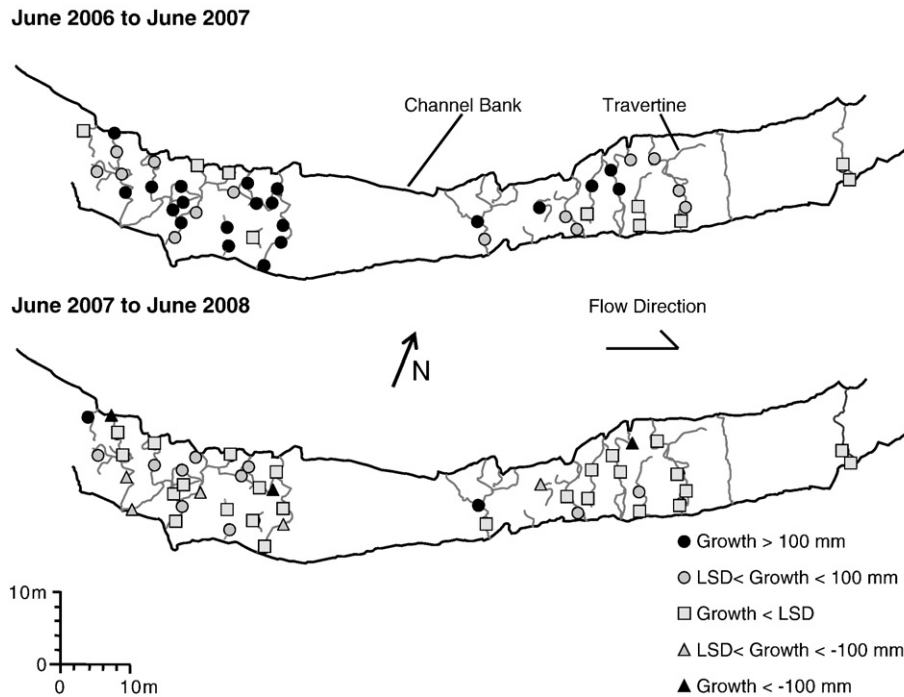 June 2006 to June 2007
Channel Bank
Travertine
June 2007 to June 2008
Flow Direction
N
Growth > 100 mm
LSD< Growth < 100 mm
Growth < LSD
LSD< Growth < -100 mm
Growth < -100 mm
10m
0
0 10m